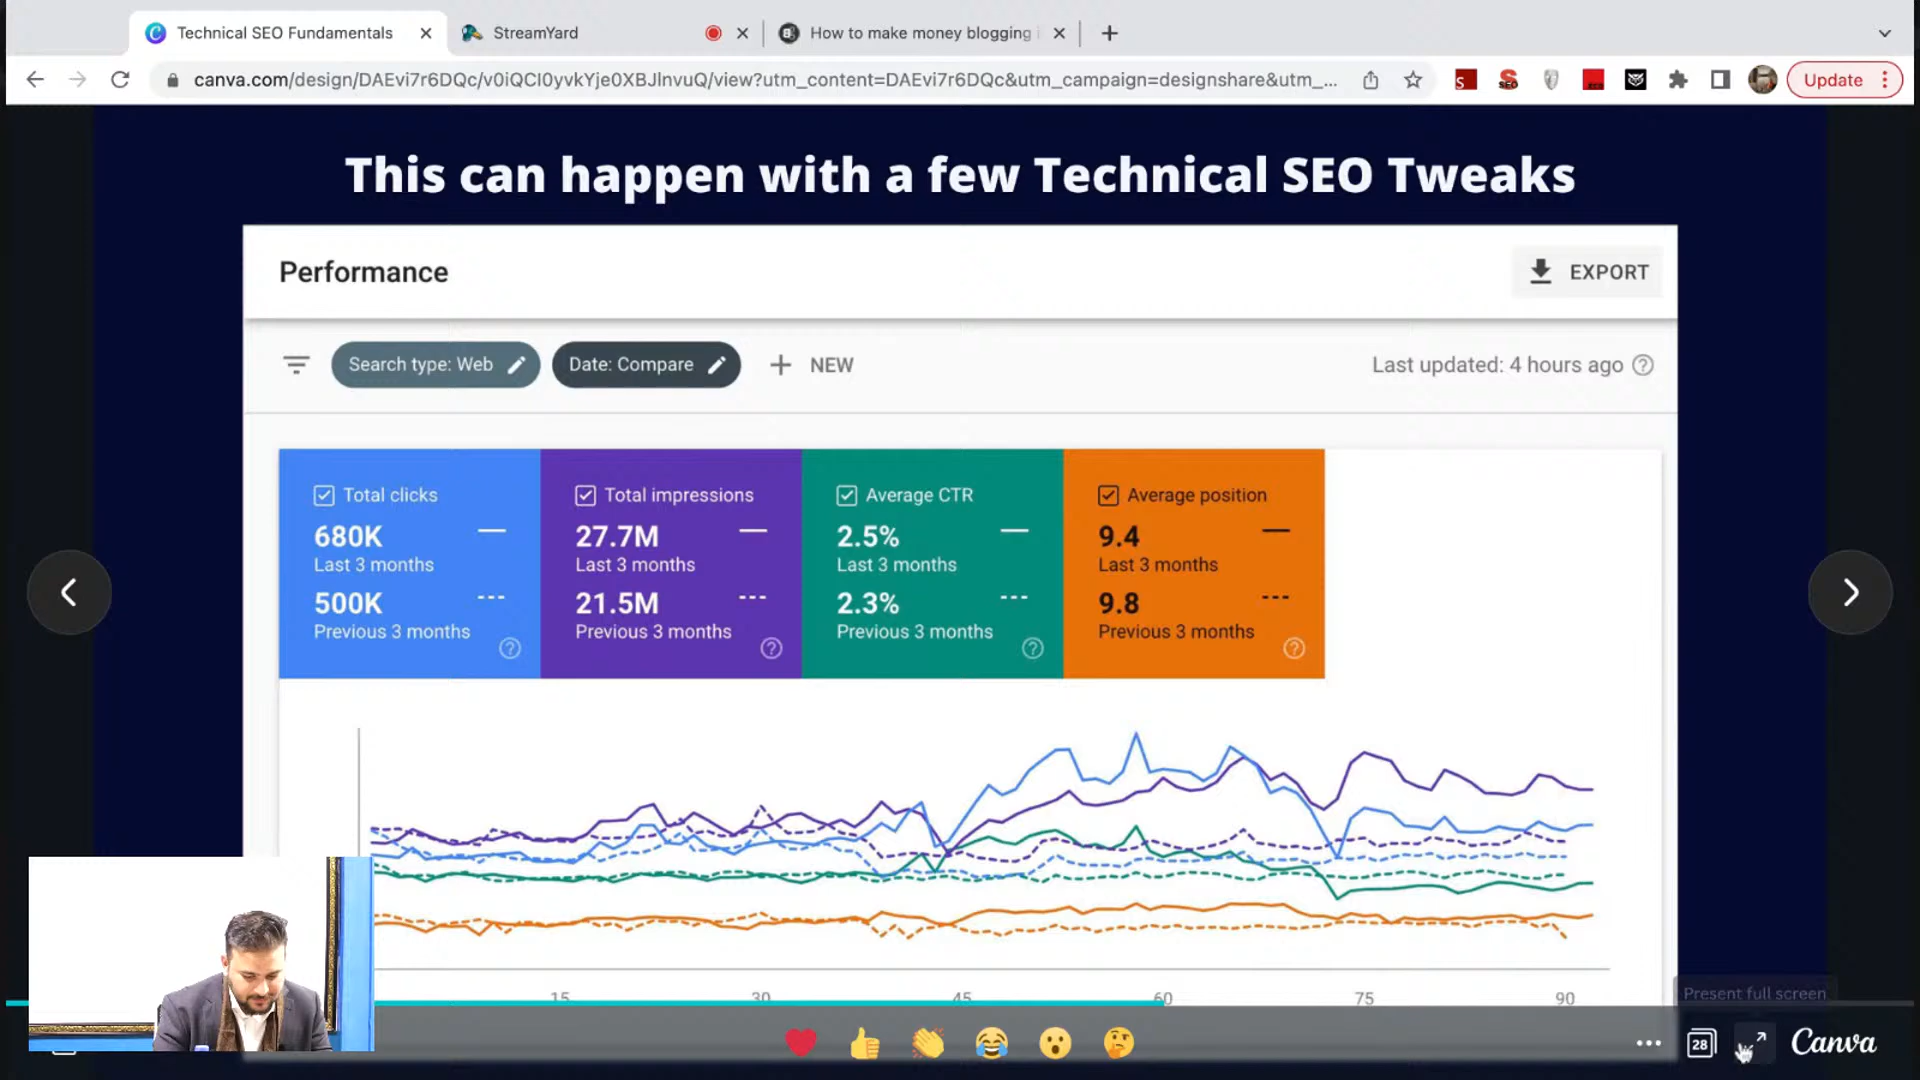 Technical SEO Fundamentals
StreamYard
How to make money blogging
canva.com/design/DAEvi7r6DQc/v0iQCI0yvkYje0XBJlnvuQ/view?utm_content=DAEvi7r6DQc&utm_campaign=designshare&utm_...
SEO
Update
This can happen with a few Technical SEO Tweaks
Performance
EXPORT
Search type: Web
Date: Compare
NEW
Last updated: 4 hours ago
Total clicks
680K
Last 3 months
500K
Previous 3 months
Total impressions
27.7M
Last 3 months
21.5M
Previous 3 months
Average CTR
2.5%
Last 3 months
2.3%
Previous 3 months
Average position
9.4
Last 3 months
9.8
Previous 3 months
15
30
45
60
75
90
Present full screen
28
Canva